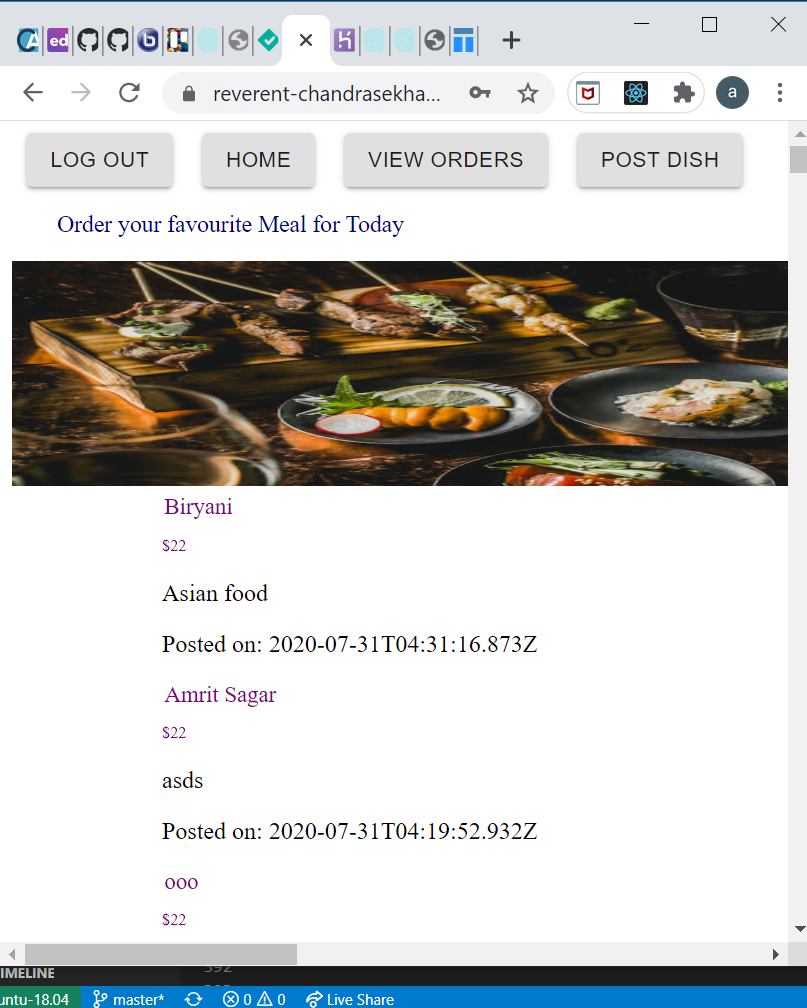 ed
b
h
reverent-chandrasekha...
a
LOG OUT
HOME
VIEW ORDERS
POST DISH
Order your favourite Meal for Today
Biryani
$22
Asian food
Posted on: 2020-07-31T04:31:16.873Z
Amrit Sagar
$22
asds
Posted on: 2020-07-31T04:19:52.932Z
ooo
$22
IMELINE
592
untu-18.04
master*
0
0
Live Share